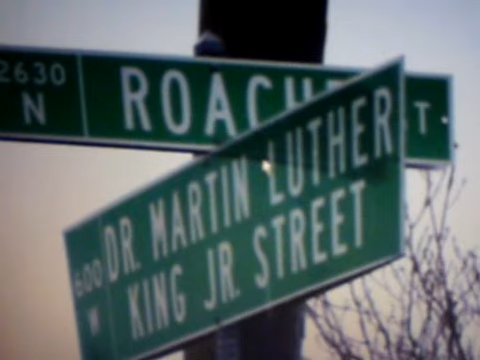 2630
N
ROACH
T
DR. MARTIN LUTHER
KING JR. STREET
600
W